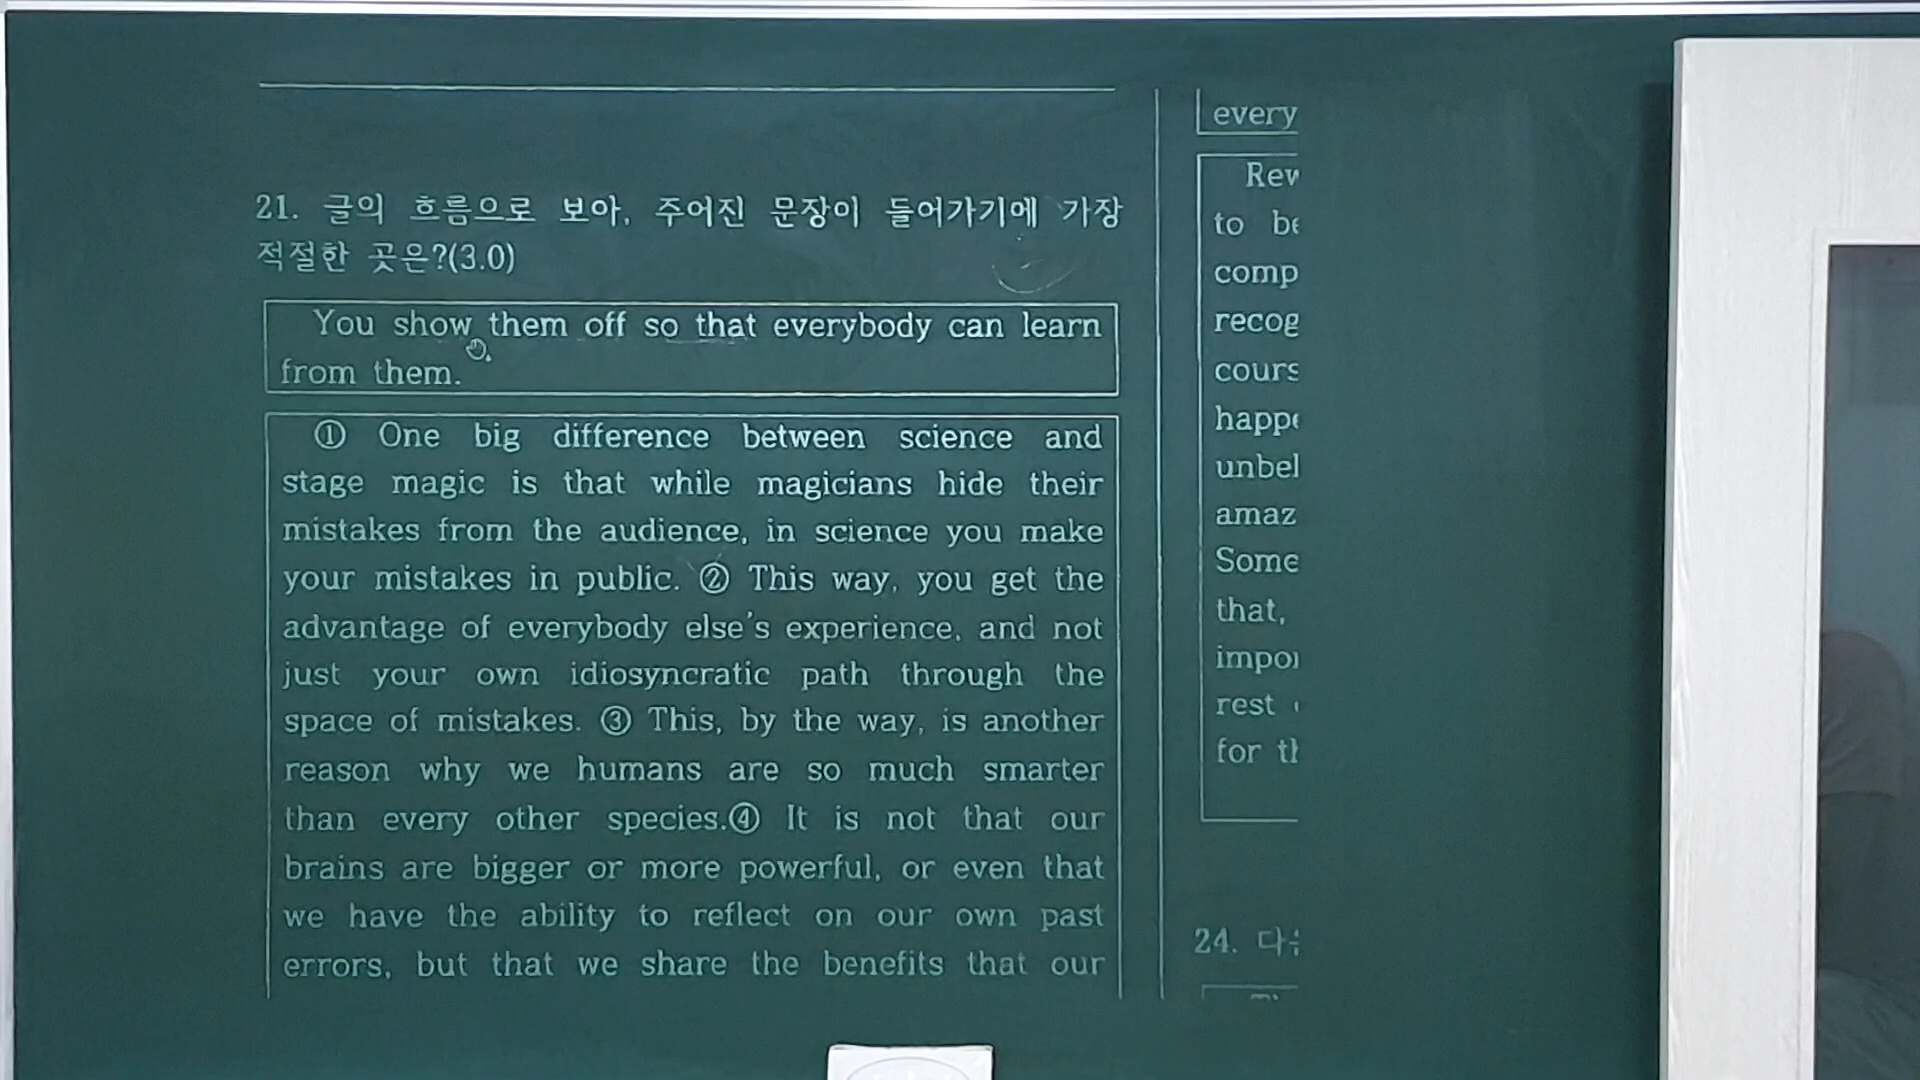 21. 글의 흐름으로 보아, 주어진 문장이 들어가기에 가장
적절한 곳은?(3.0)
You show them off so that everybody can learn
from them.
① One big difference between science and
stage magic is that while magicians hide their
mistakes from the audience, in science you make
your mistakes in public. ② This way, you get the
advantage of everybody else's experience, and not
just your own idiosyncratic path through the
space of mistakes. ③ This, by the way, is another
reason why we humans are so much smarter
than every other species.④ It is not that our
brains are bigger or more powerful, or even that
we have the ability to reflect on our own past
errors, but that we share the benefits that our
every
to
Some
that,
rest
for
24.